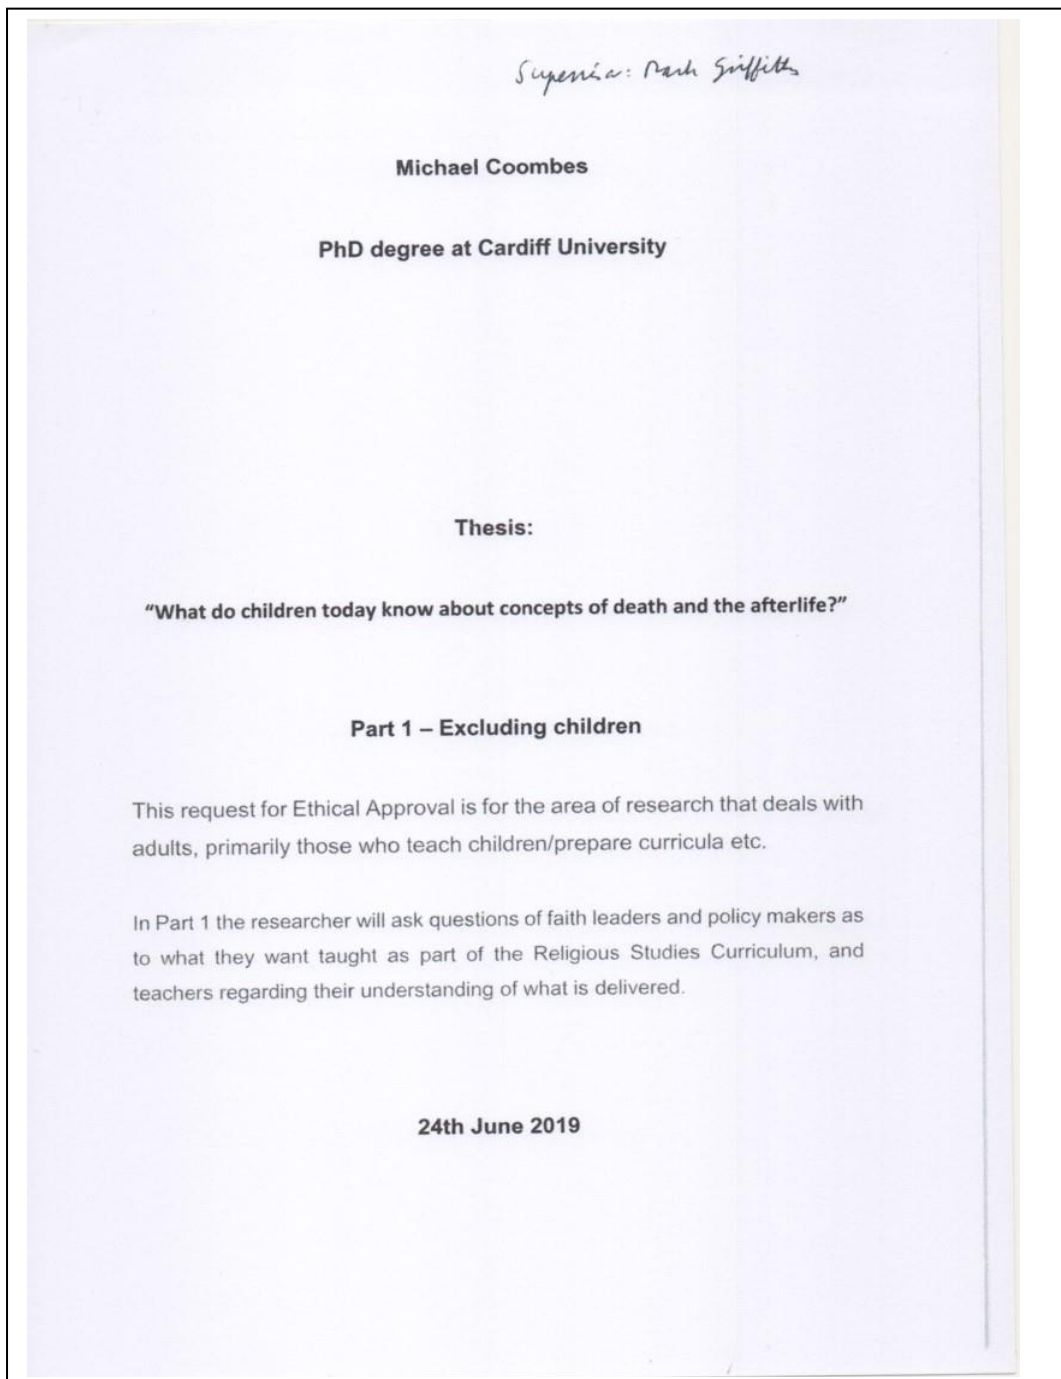 Supervisor: Mark Griffiths
Michael Coombes
PhD degree at Cardiff University
Thesis:
“What do children today know about concepts of death and the afterlife?”
Part 1 – Excluding children
This request for Ethical Approval is for the area of research that deals with
adults, primarily those who teach children/prepare curricula etc.
In Part 1 the researcher will ask questions of faith leaders and policy makers as
to what they want taught as part of the Religious Studies Curriculum, and
teachers regarding their understanding of what is delivered.
24th June 2019